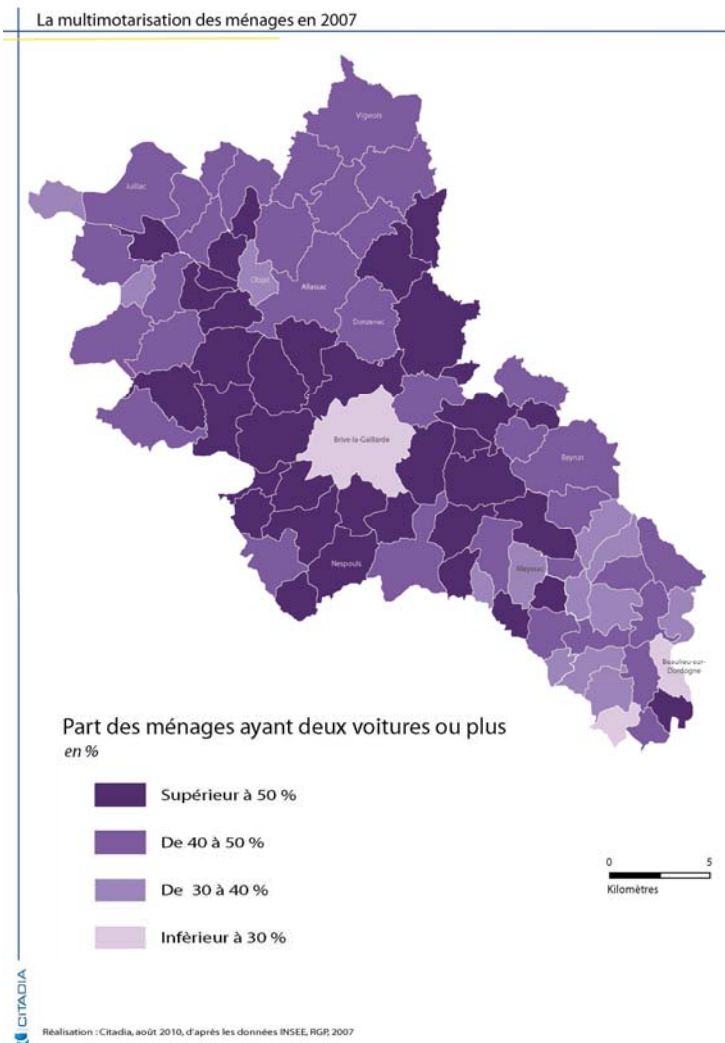 La multimotarisation des ménages en 2007
Vigeois
Juillac
Objat
Allassac
Donzenac
Brive-la-Gaillarde
Beynat
Nespouls
Meyssac
Beaulieu-sur-
Dordogne
Part des ménages ayant deux voitures ou plus
en %
Supérieur à 50 %
De 40 à 50 %
De 30 à 40 %
Infèrieur à 30 %
0 5
Kilomètres
CITADIA
Réalisation : Citadia, août 2010, d'après les données INSEE, RGP, 2007